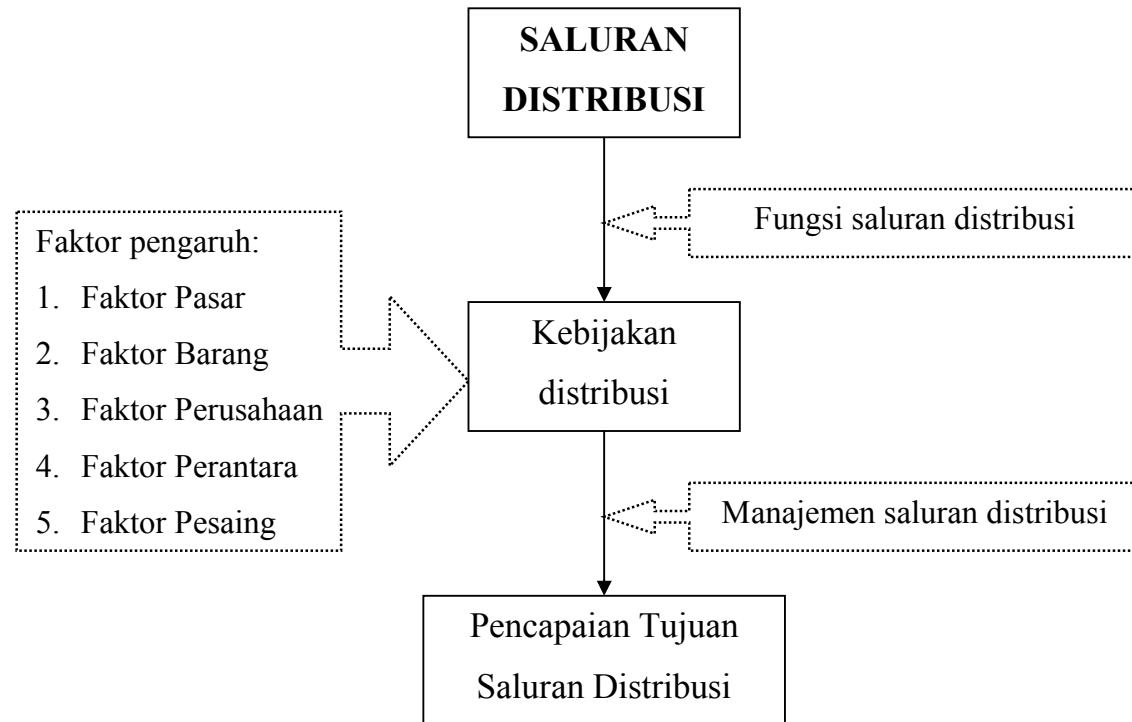 SALURAN
DISTRIBUSI
Fungsi saluran distribusi
Faktor pengaruh:
1. Faktor Pasar
2. Faktor Barang
3. Faktor Perusahaan
4. Faktor Perantara
5. Faktor Pesaing
Kebijakan
distribusi
Manajemen saluran distribusi
Pencapaian Tujuan
Saluran Distribusi